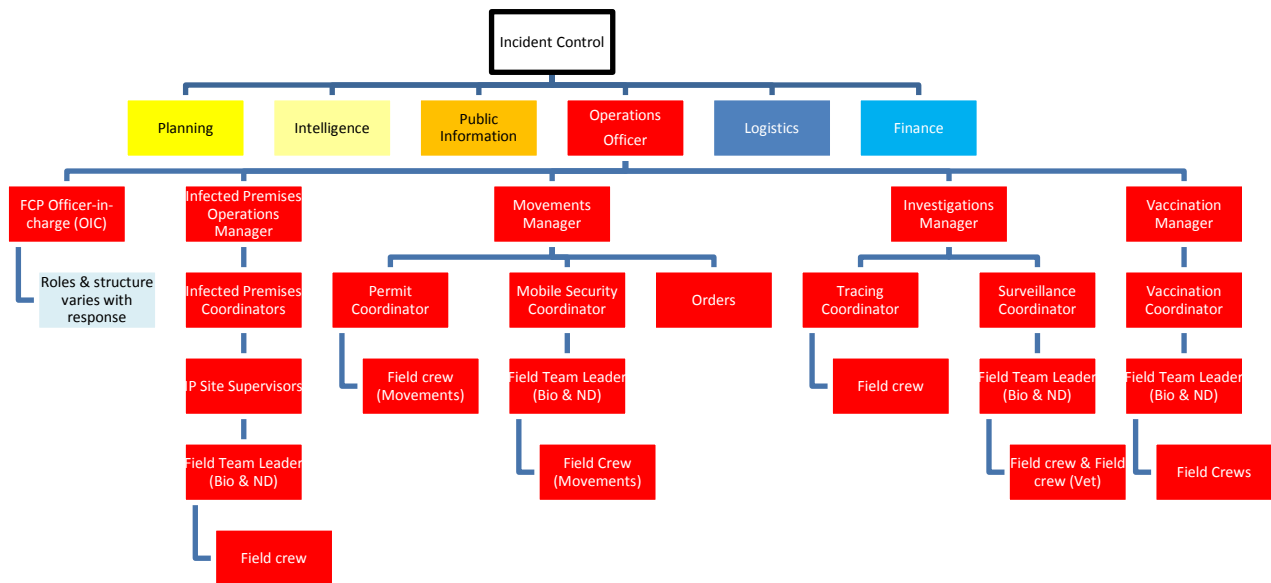 Incident Control
Planning
Intelligence
Public
Information
Operations
Officer
Logistics
Finance
FCP Officer-in-
charge (OIC)
Infected Premises
Operations
Manager
Movements
Manager
Investigations
Manager
Vaccination
Manager
Roles & structure
varies with
response
Infected Premises
Coordinators
Permit
Coordinator
Mobile Security
Coordinator
Orders
Tracing
Coordinator
Surveillance
Coordinator
Vaccination
Coordinator
IP Site Supervisors
Field crew
(Movements)
Field Team Leader
(Bio & ND)
Field crew
Field Team Leader
(Bio & ND)
Field Team Leader
(Bio & ND)
Field Team Leader
(Bio & ND)
Field Crew
(Movements)
Field crew & Field
crew (Vet)
Field Crews
Field crew